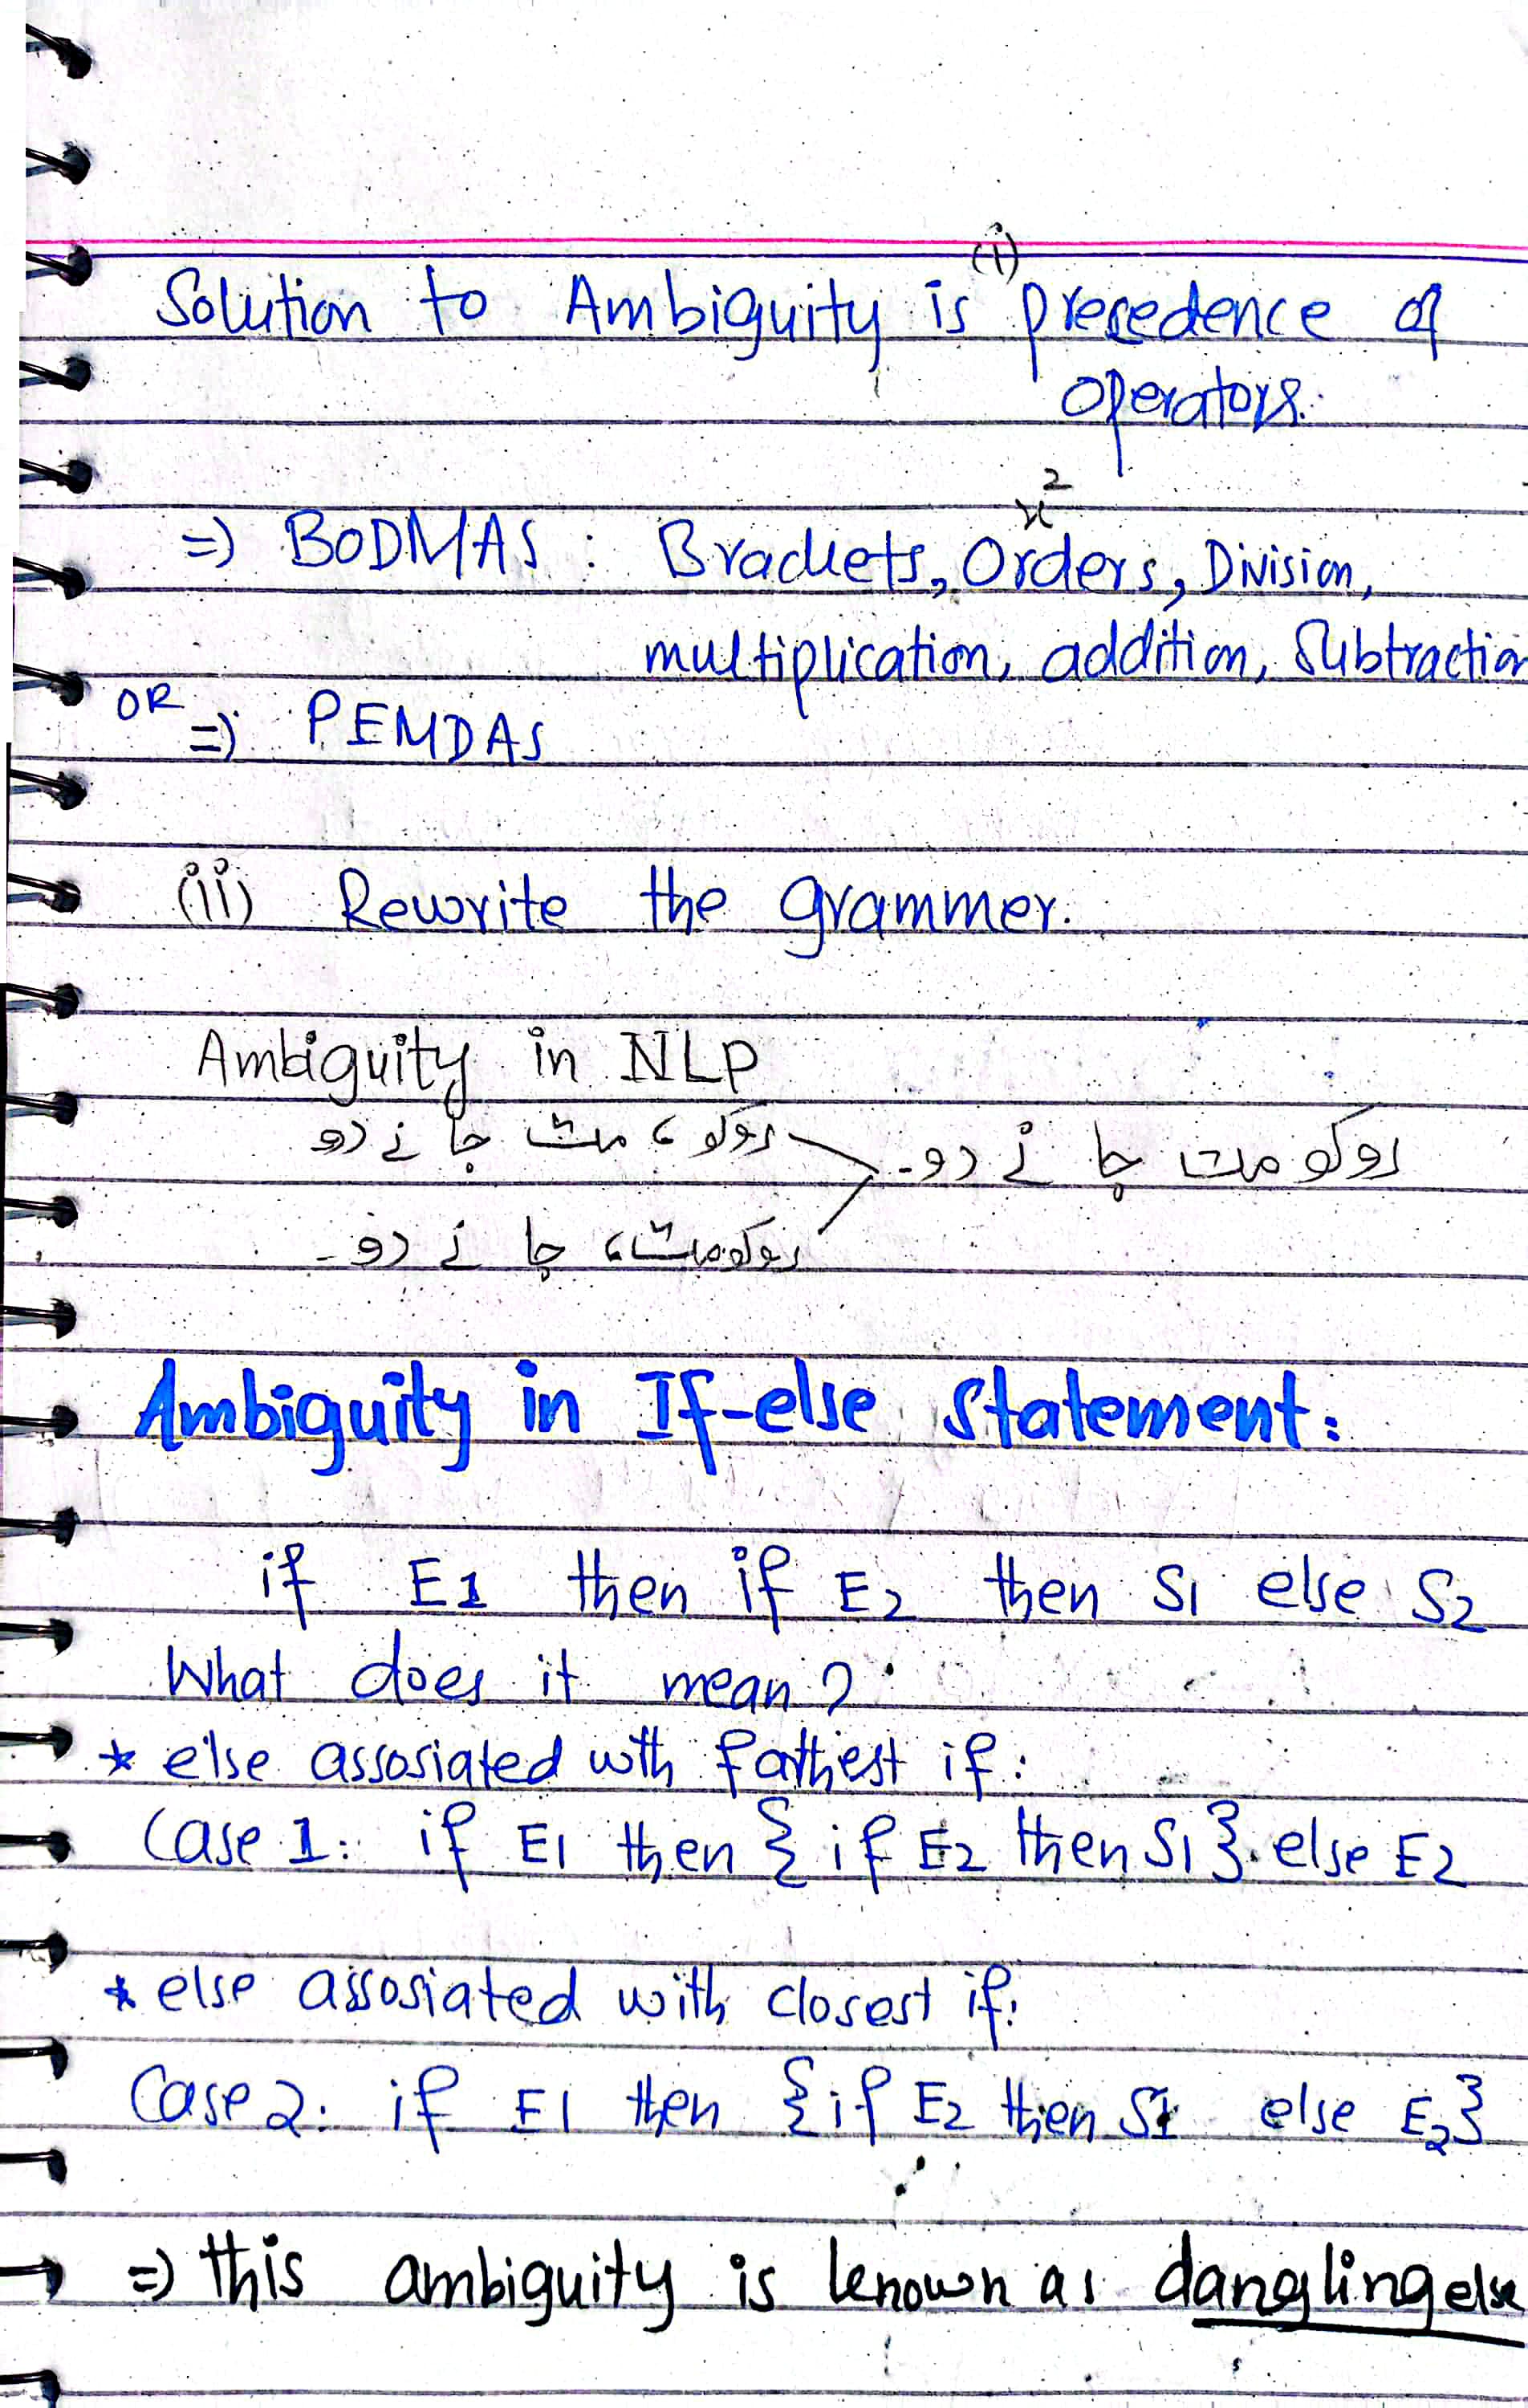 (i)
Solution to Ambiguity is precedence of
operators.
x²
=> BODMAS : Brackets, Orders, Division,
multiplication, addition, Subtraction
OR => PEMDAS
(ii) Rewrite the grammer.
Ambiguity in NLP
روکو مت جانے دو۔
روکو، مت جانے دو
روکو مت، جانے دو۔
Ambiguity in If-else Statement:
if E1 then if E2 then S1 else S2
What does it mean?
* else assosiated with farthest if:
Case 1: if E1 then { if E2 then S1 } else E2
* else assosiated with closest if:
Case 2: if E1 then { if E2 then S1 else E2 }
=> this ambiguity is known as dangling else